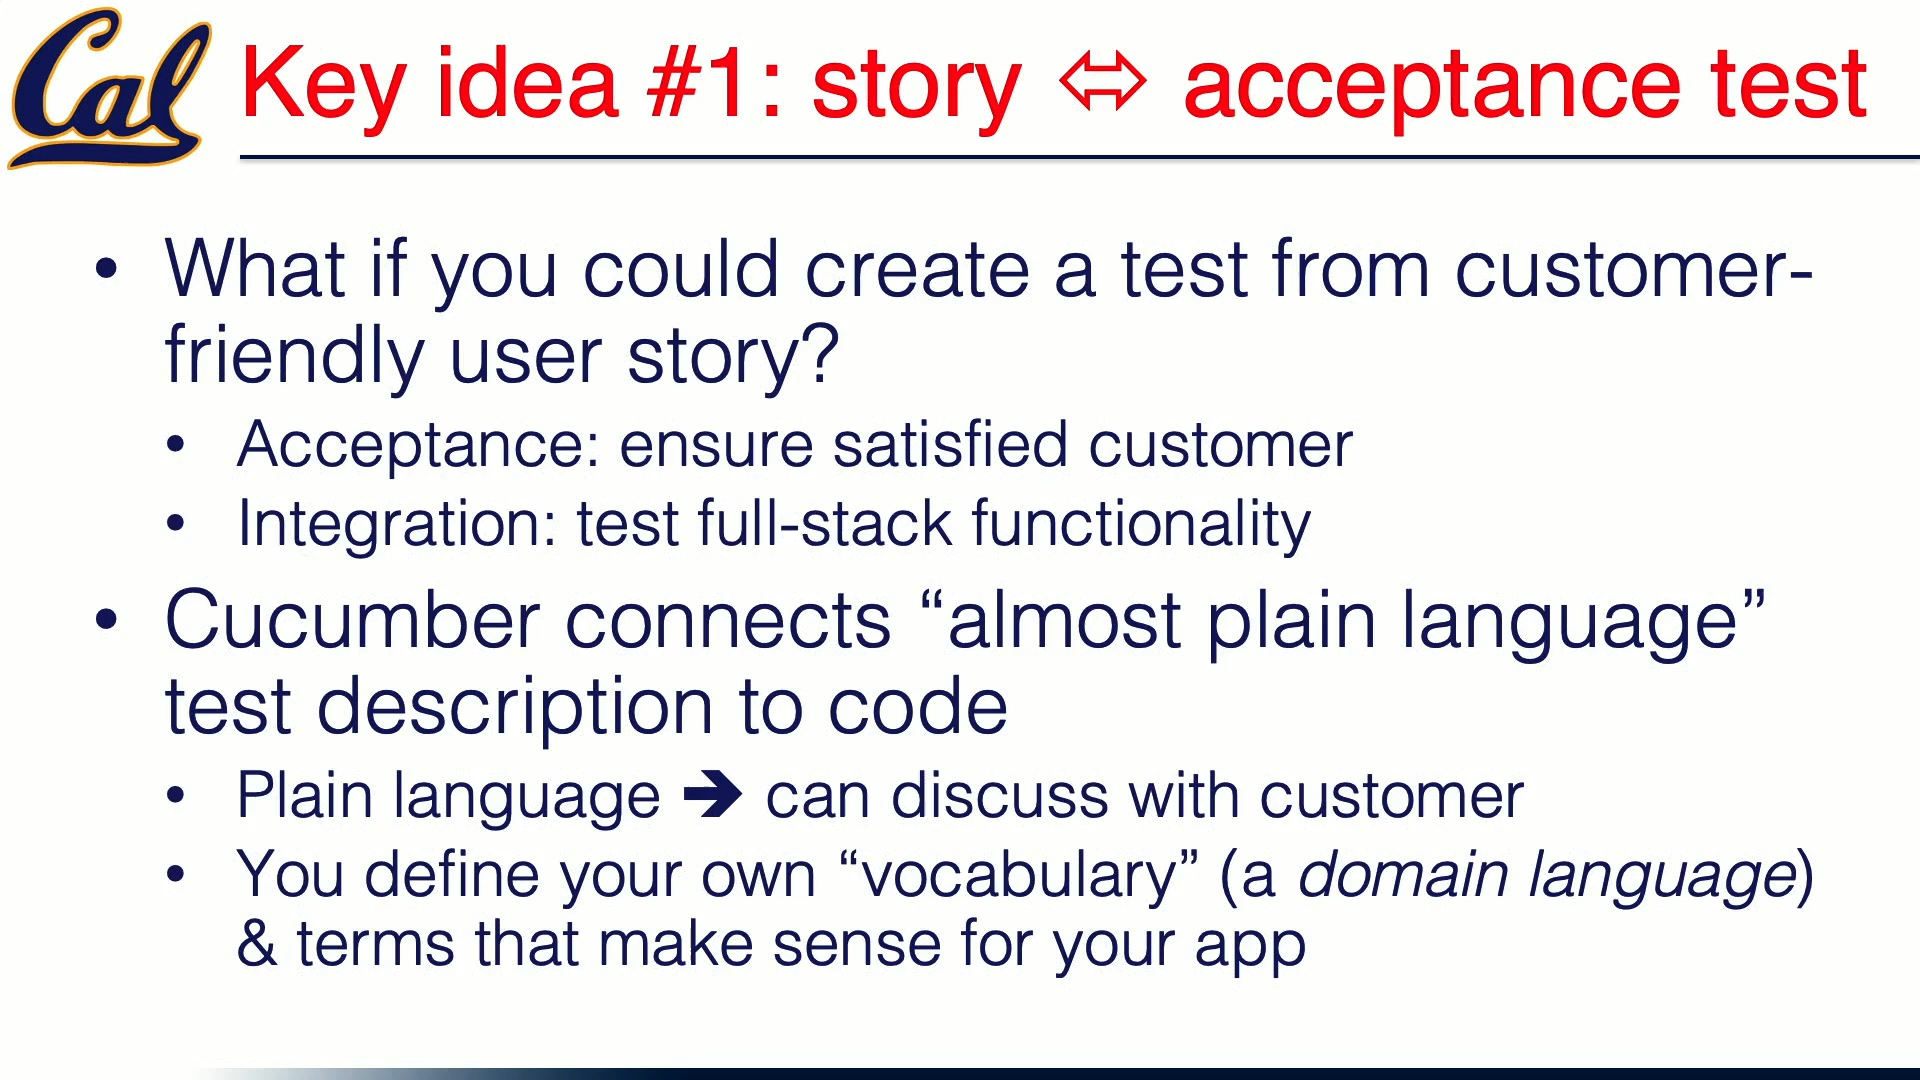 Cal
Key idea #1: story ⬄ acceptance test
• What if you could create a test from customer-
friendly user story?
• Acceptance: ensure satisfied customer
• Integration: test full-stack functionality
• Cucumber connects “almost plain language”
test description to code
• Plain language ➔ can discuss with customer
• You define your own “vocabulary” (a domain language)
& terms that make sense for your app